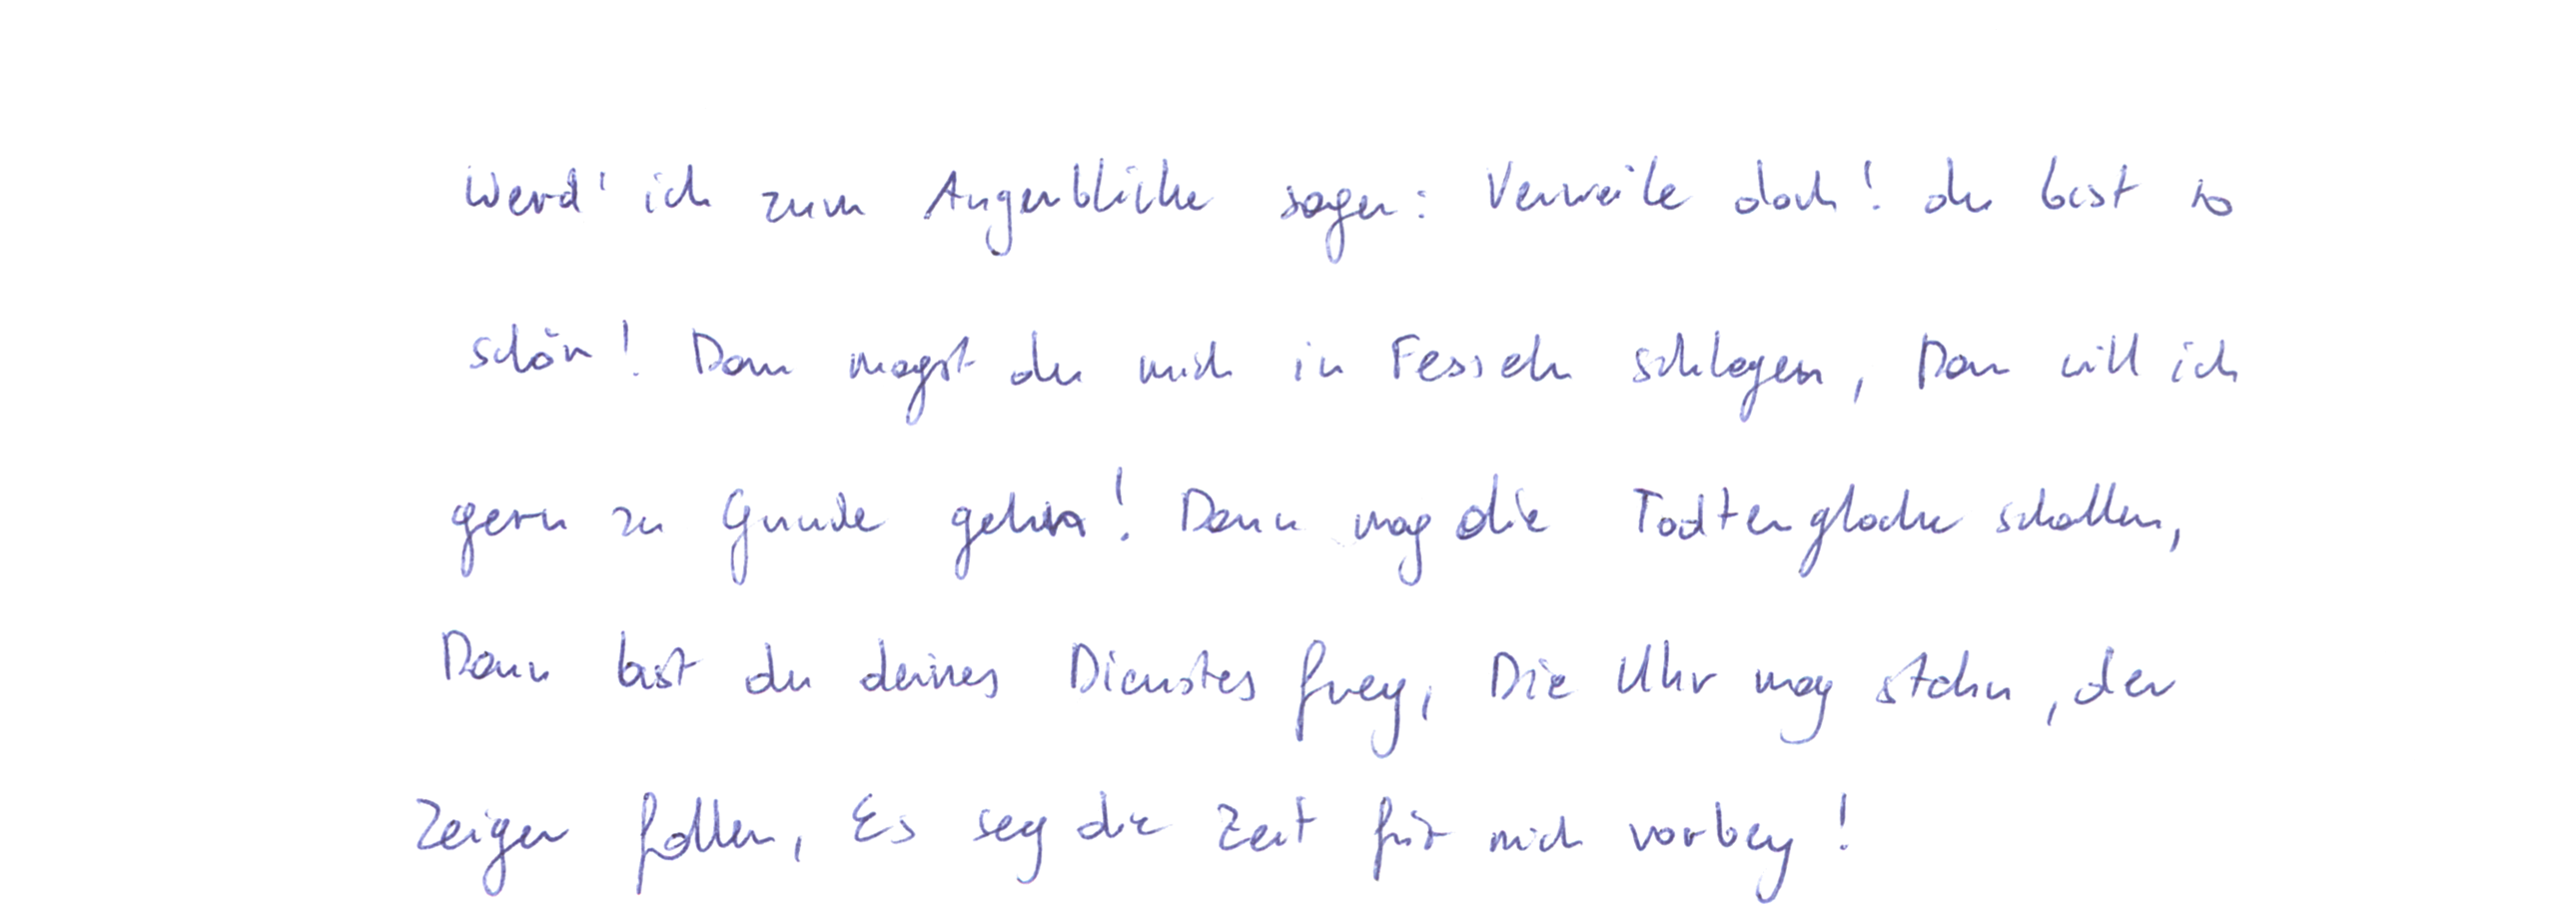 Werd' ich zum Augenblicke sagen: Verweile doch! du bist so
schön! Dann magst du mich in Fesseln schlagen, Dann will ich
gern zu Grunde gehn! Dann mag die Todtenglocke schallen,
Dann bist du deines Dienstes frey, Die Uhr mag stehn, der
Zeiger fallen, Es sey die Zeit für mich vorbey!